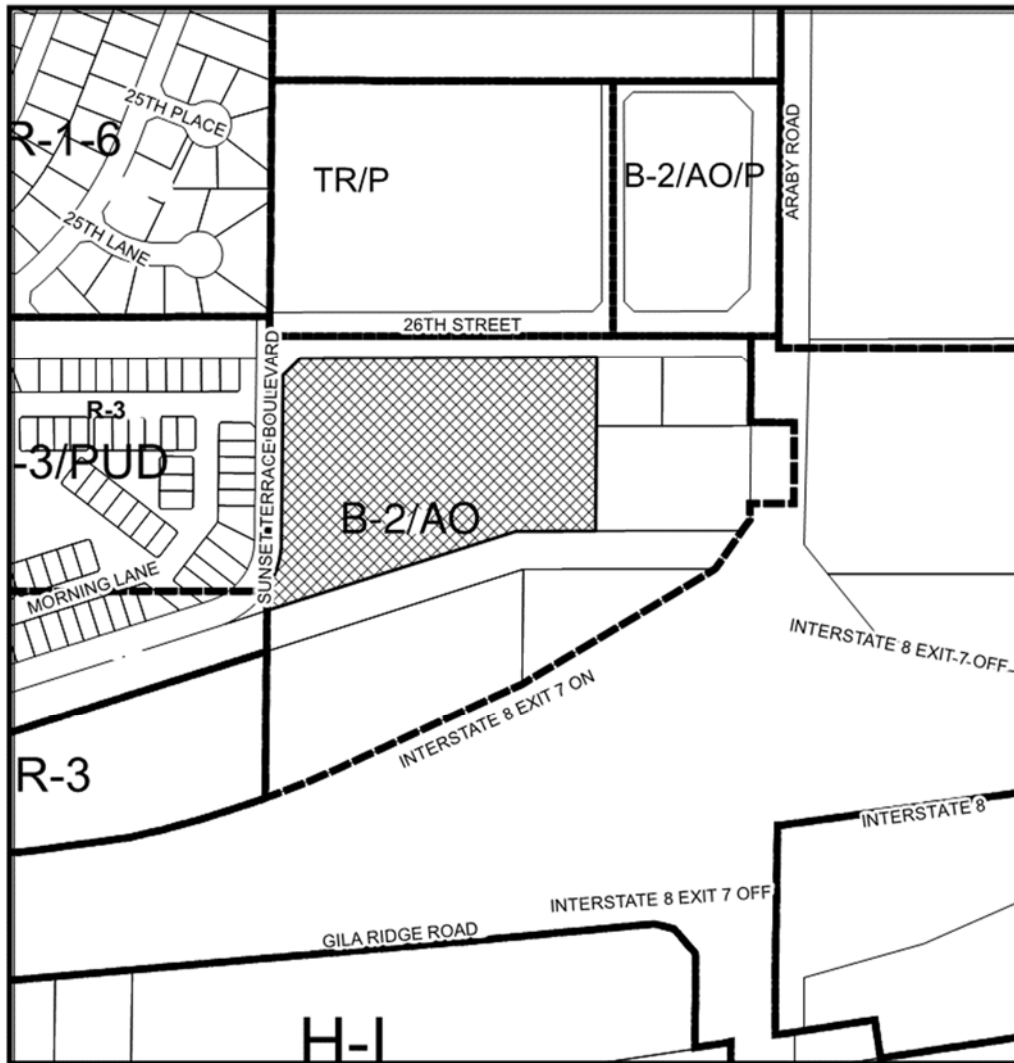 25TH PLACE
R-1-6
TR/P
B-2/AO/P
ARABY ROAD
25TH LANE
26TH STREET
SUNSET TERRACE BOULEVARD
R-3
-3/PUD
B-2/AO
MORNING LANE
INTERSTATE 8 EXIT 7 OFF
INTERSTATE 8 EXIT 7 ON
R-3
INTERSTATE 8
INTERSTATE 8 EXIT 7 OFF
GILA RIDGE ROAD
H-I